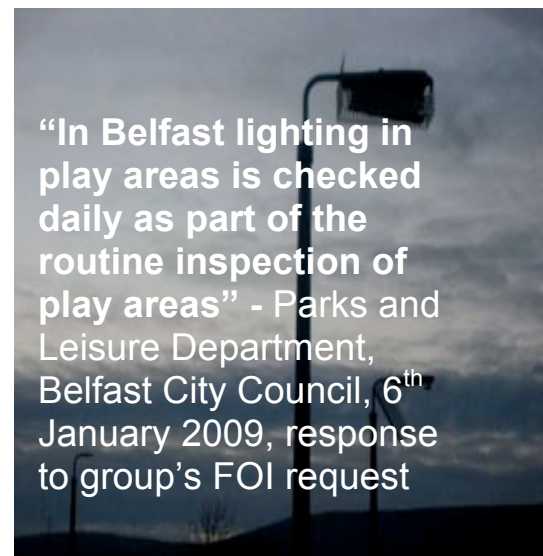 “In Belfast lighting in
play areas is checked
daily as part of the
routine inspection of
play areas” - Parks and
Leisure Department,
Belfast City Council, 6th
January 2009, response
to group’s FOI request